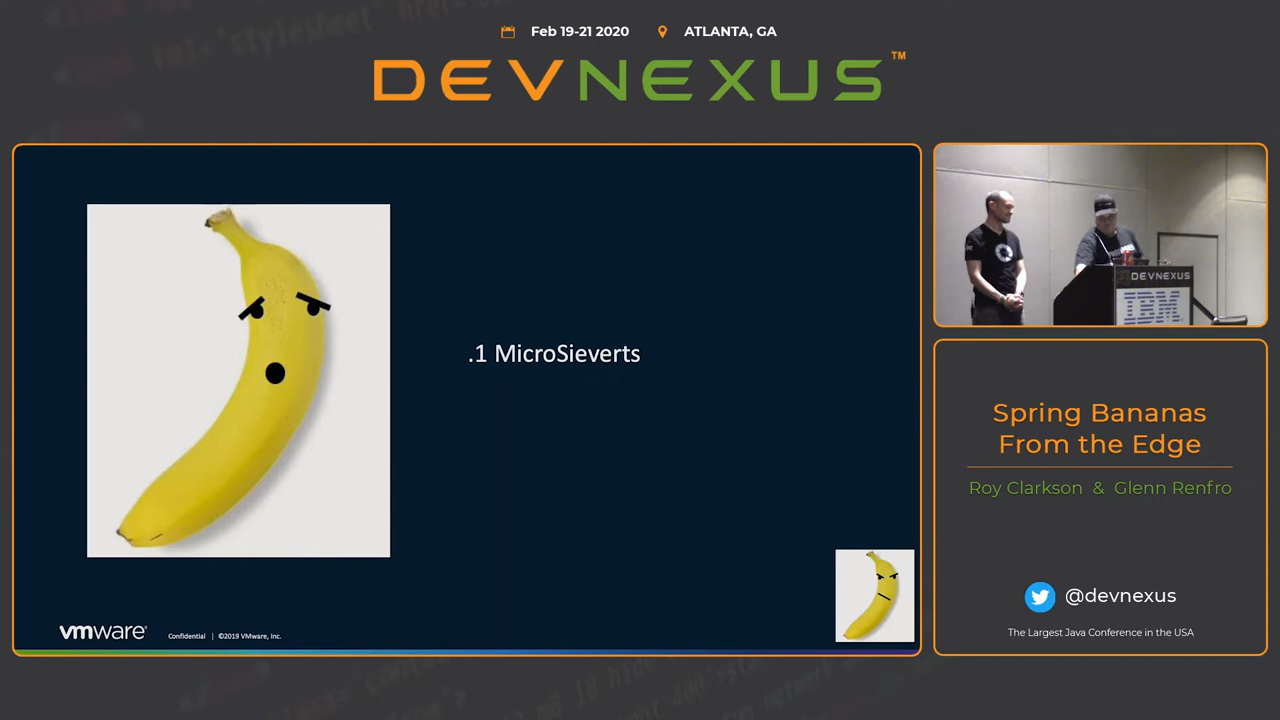 Feb 19-21 2020 ATLANTA, GA
DEVNEXUS™
.1 MicroSieverts
vmware® Confidential | ©2019 VMware, Inc.
DEVNEXUS
IBM
Spring Bananas
From the Edge
Roy Clarkson & Glenn Renfro
@devnexus
The Largest Java Conference in the USA